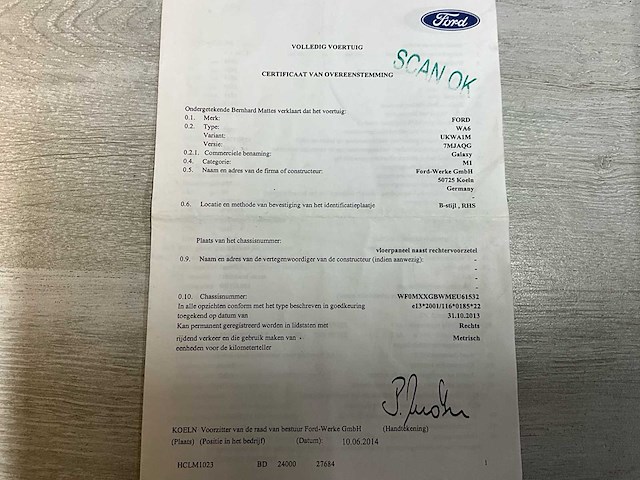 Ford
VOLLEDIG VOERTUIG
SCAN OK
CERTIFICAAT VAN OVEREENSTEMMING
Ondergetekende Bernhard Mattes verklaart dat het voertuig:
0.1. Merk: FORD
0.2. Type: WA6
Variant: UKWA1M
Versie: 7MJAQG
0.2.1. Commerciele benaming: Galaxy
0.4. Categorie: M1
0.5. Naam en adres van de firma of constructeur: Ford-Werke GmbH
50725 Koeln
Germany
-
0.6. Locatie en methode van bevestiging van het identificatieplaatje B-stijl , RHS
Plaats van het chassisnummer:
vloerpaneel naast rechtervoorzetel
0.9. Naam en adres van de vertegenwoordiger van de constructeur (indien aanwezig): -
-
-
-
0.10. Chassisnummer: WF0MXXGBWMEU61532
In alle opzichten conform met het type beschreven in goedkeuring e13*2001/116*0185*22
toegekend op datum van 31.10.2013
Kan permanent geregistreerd worden in lidstaten met Rechts
rijdend verkeer en die gebruik maken van Metrisch
eenheden voor de kilometerteller
KOELN Voorzitter van de raad van bestuur Ford-Werke GmbH (Handtekening)
(Plaats) (Positie in het bedrijf) (Datum): 10.06.2014
HCLM1023 BD 24000 27684 1